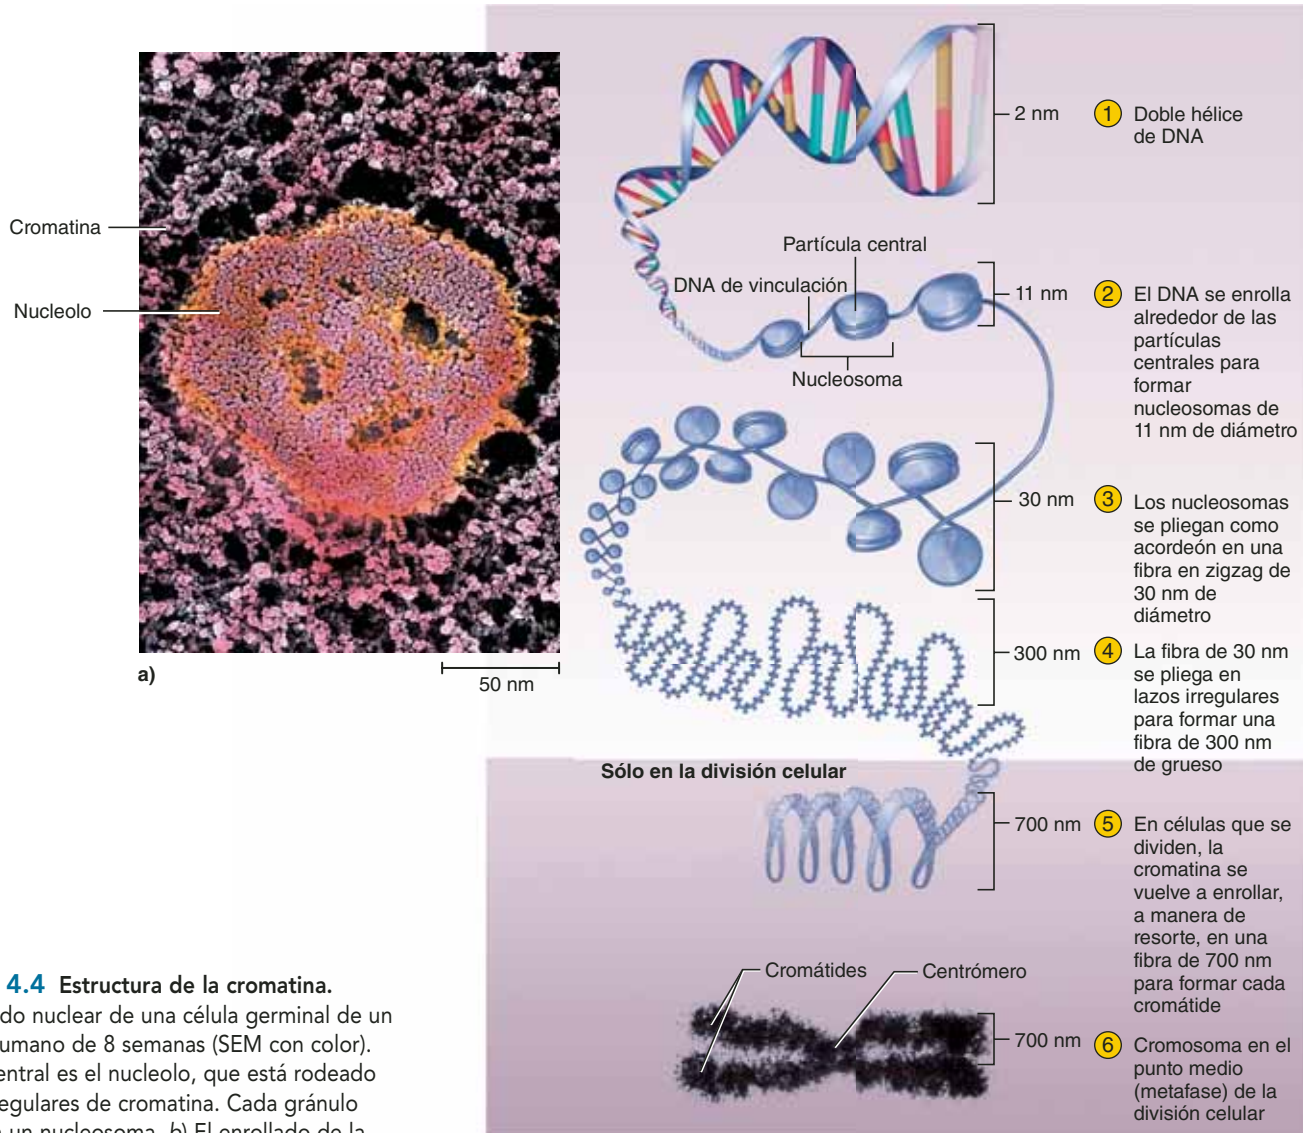 Cromatina
Nucleolo
a)
50 nm
2 nm
1 Doble hélice
de DNA
Partícula central
DNA de vinculación
Nucleosoma
11 nm
2 El DNA se enrolla
alrededor de las
partículas
centrales para
formar
nucleosomas de
11 nm de diámetro
30 nm
3 Los nucleosomas
se pliegan como
acordeón en una
fibra en zigzag de
30 nm de
diámetro
300 nm
4 La fibra de 30 nm
se pliega en
lazos irregulares
para formar una
fibra de 300 nm
de grueso
Sólo en la división celular
700 nm
5 En células que se
dividen, la
cromatina se
vuelve a enrollar,
a manera de
resorte, en una
fibra de 700 nm
para formar cada
cromátide
Cromátides
Centrómero
700 nm
6 Cromosoma en el
punto medio
(metafase) de la
división celular
4.4 Estructura de la cromatina.
do nuclear de una célula germinal de un
umano de 8 semanas (SEM con color).
entral es el nucleolo, que está rodeado
egulares de cromatina. Cada gránulo
un nucleosoma. b) El enrollado de la